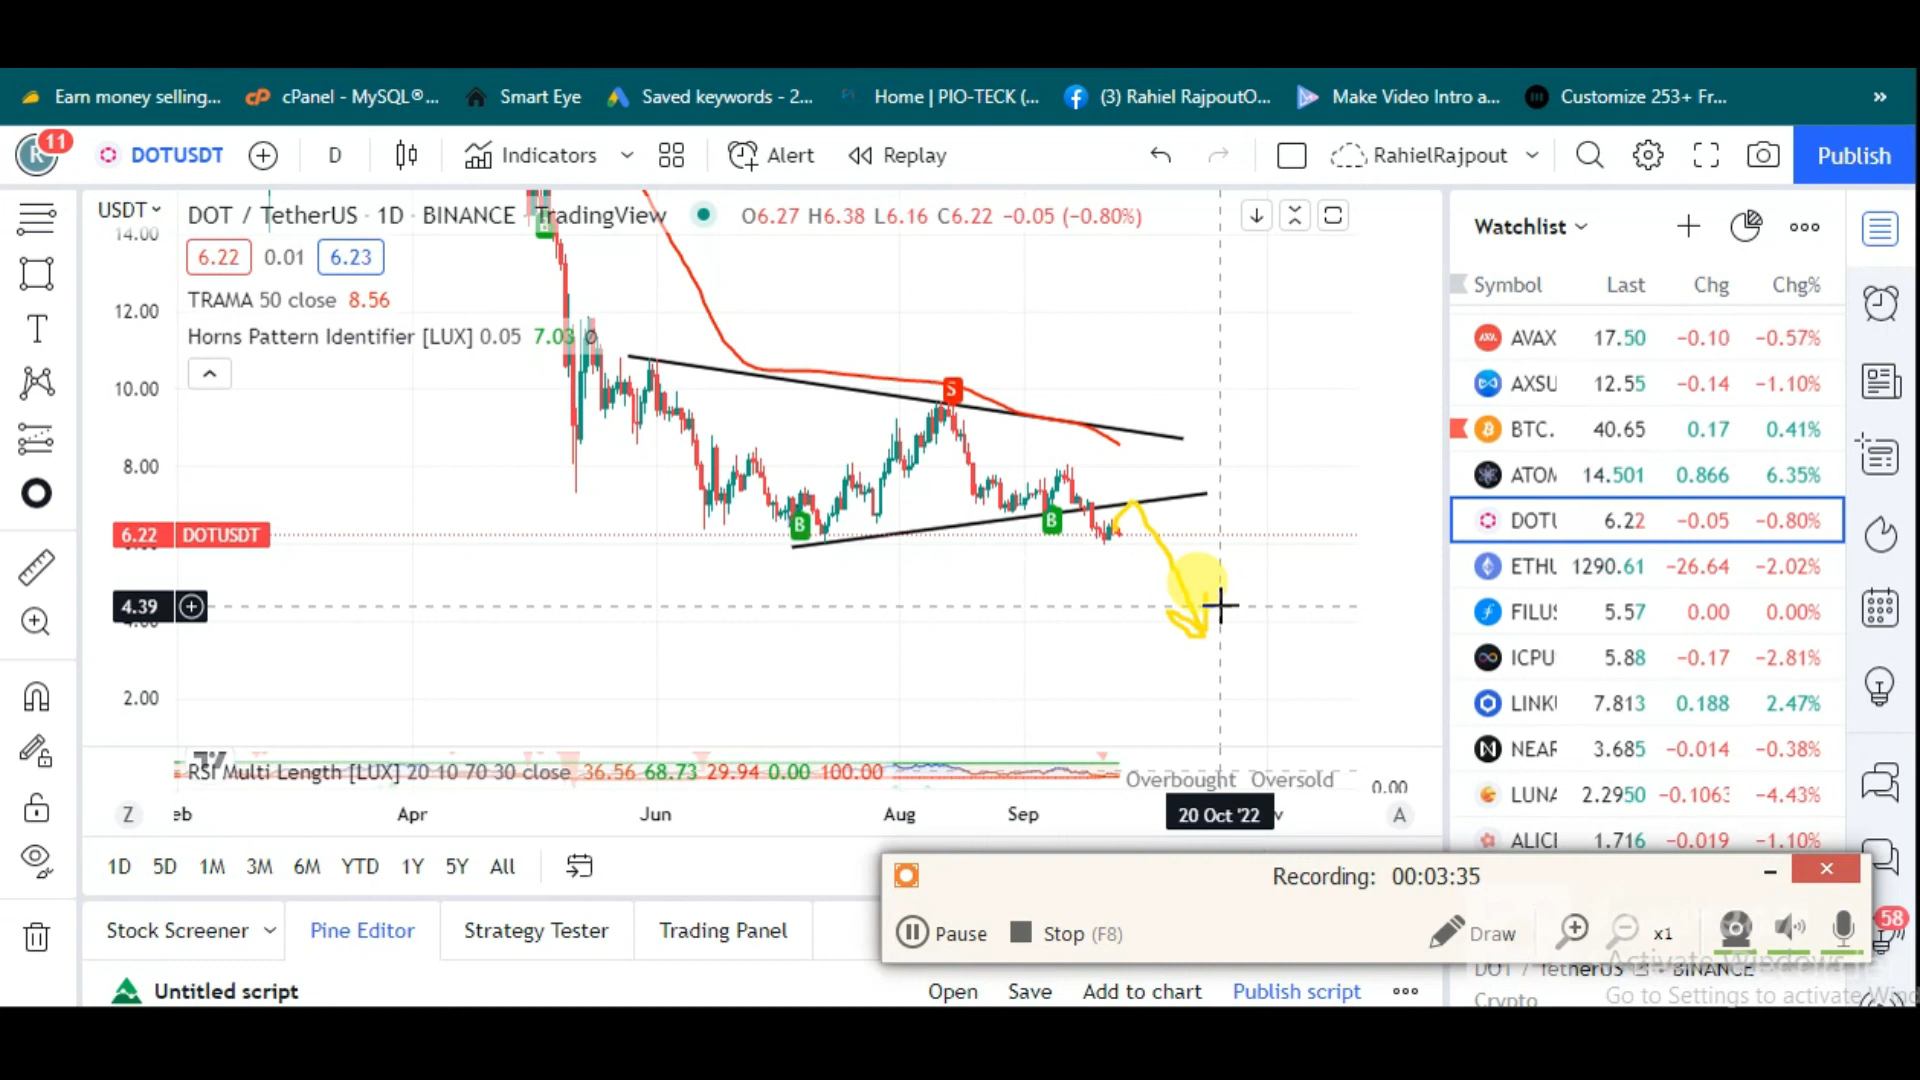 Earn money selling... cPanel - MySQL®... Smart Eye Saved keywords - 2... Home | PIO-TECK (... (3) Rahiel RajpoutO... Make Video Intro a... Customize 253+ Fr... »
R 11 DOTUSDT D Indicators Alert Replay RahielRajpout Publish
USDT DOT / TetherUS · 1D · BINANCE · TradingView O6.27 H6.38 L6.16 C6.22 −0.05 (−0.80%)
6.22 0.01 6.23
TRAMA 50 close 8.56
Horns Pattern Identifier [LUX] 0.05 7.03 ∅
14.00
12.00
10.00
8.00
6.22 DOTUSDT
4.39
2.00
B
S
B
B
RSI Multi Length [LUX] 20 10 70 30 close 36.56 68.73 29.94 0.00 100.00
Overbought Oversold
0.00
Z eb Apr Jun Aug Sep 20 Oct '22 v A
1D 5D 1M 3M 6M YTD 1Y 5Y All
Stock Screener Pine Editor Strategy Tester Trading Panel
Untitled script Open Save Add to chart Publish script
Watchlist
Symbol Last Chg Chg%
AVAX 17.50 −0.10 −0.57%
AXSU 12.55 −0.14 −1.10%
BTC. 40.65 0.17 0.41%
ATOM 14.501 0.866 6.35%
DOTU 6.22 −0.05 −0.80%
ETHU 1290.61 −26.64 −2.02%
FILUS 5.57 0.00 0.00%
ICPU 5.88 −0.17 −2.81%
LINKU 7.813 0.188 2.47%
NEAR 3.685 −0.014 −0.38%
LUNA 2.2950 −0.1063 −4.43%
ALICE 1.716 −0.019 −1.10%
Recording: 00:03:35
Pause Stop (F8) Draw x1
58
DOT / TetherUS BINANCE
Crypto
Activate Windows
Go to Settings to activate Wind